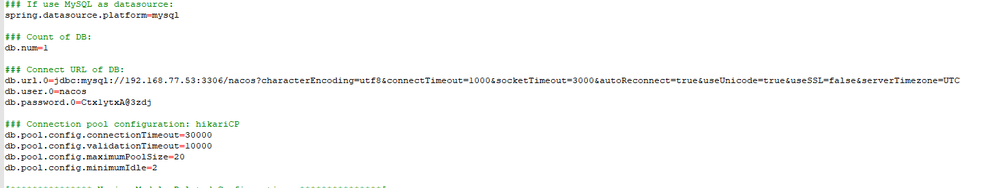 ### If use MySQL as datasource:
spring.datasource.platform=mysql
### Count of DB:
db.num=1
### Connect URL of DB:
db.url.0=jdbc:mysql://192.168.77.53:3306/nacos?characterEncoding=utf8&connectTimeout=1000&socketTimeout=3000&autoReconnect=true&useUnicode=true&useSSL=false&serverTimezone=UTC
db.user.0=nacos
db.password.0=CtxlytxA@3zdj
### Connection pool configuration: hikariCP
db.pool.config.connectionTimeout=30000
db.pool.config.validationTimeout=10000
db.pool.config.maximumPoolSize=20
db.pool.config.minimumIdle=2